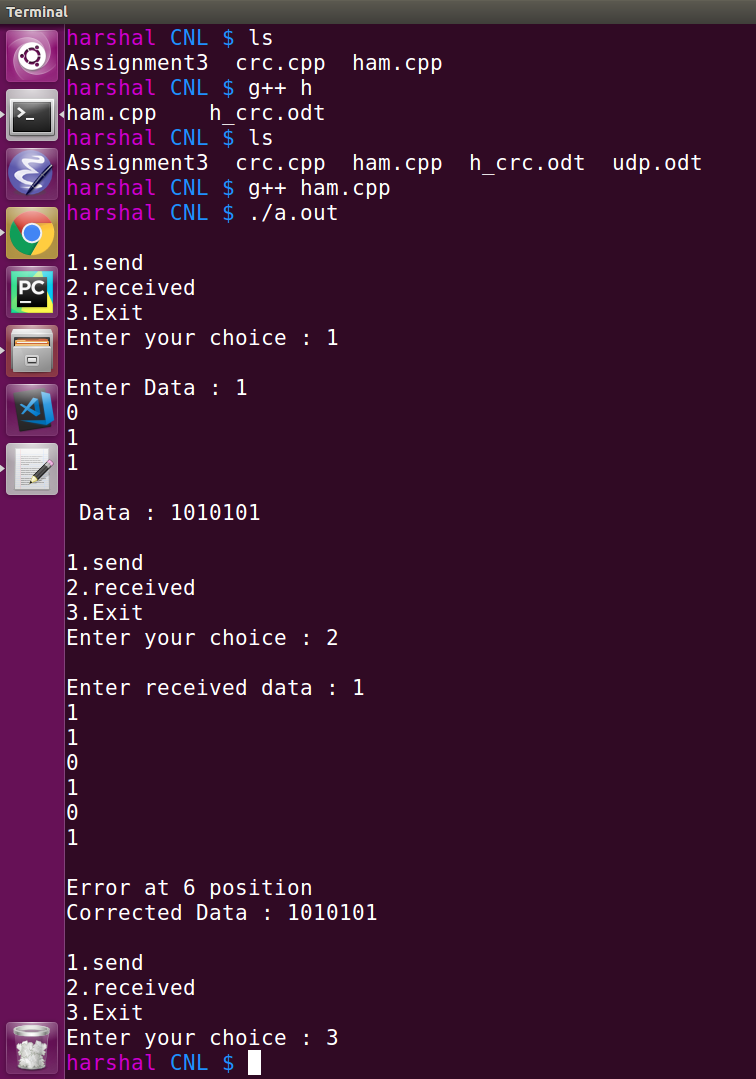 Terminal
harshal CNL $ ls
Assignment3  crc.cpp  ham.cpp
harshal CNL $ g++ h
ham.cpp    h_crc.odt
harshal CNL $ ls
Assignment3  crc.cpp  ham.cpp  h_crc.odt  udp.odt
harshal CNL $ g++ ham.cpp
harshal CNL $ ./a.out
1.send
2.received
3.Exit
Enter your choice : 1
Enter Data : 1
0
1
1
Data : 1010101
1.send
2.received
3.Exit
Enter your choice : 2
Enter received data : 1
1
1
0
1
0
1
Error at 6 position
Corrected Data : 1010101
1.send
2.received
3.Exit
Enter your choice : 3
harshal CNL $
PC